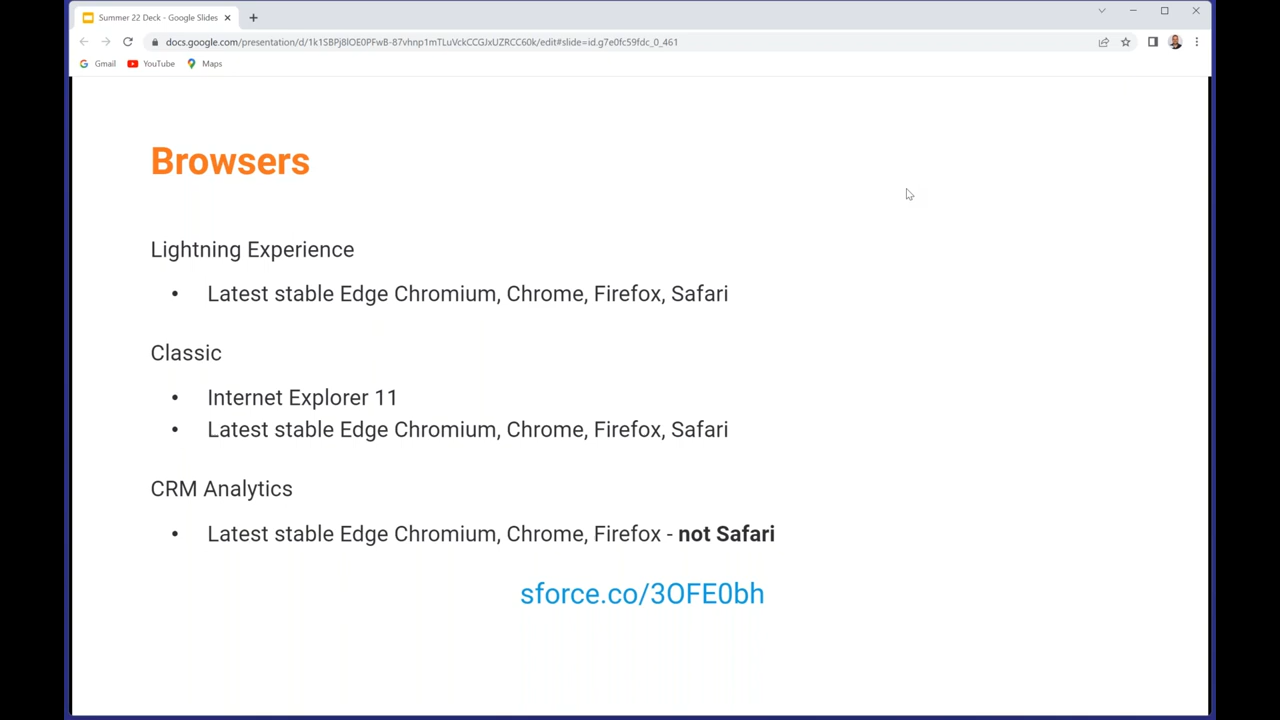 Summer 22 Deck - Google Slides
docs.google.com/presentation/d/1k1SBPj8lOE0PFwB-87vhnp1mTLuVckCCGJxUZRCC60k/edit#slide=id.g7e0fc59fdc_0_461
Gmail YouTube Maps
Browsers
Lightning Experience
• Latest stable Edge Chromium, Chrome, Firefox, Safari
Classic
• Internet Explorer 11
• Latest stable Edge Chromium, Chrome, Firefox, Safari
CRM Analytics
• Latest stable Edge Chromium, Chrome, Firefox - not Safari
sforce.co/3OFE0bh